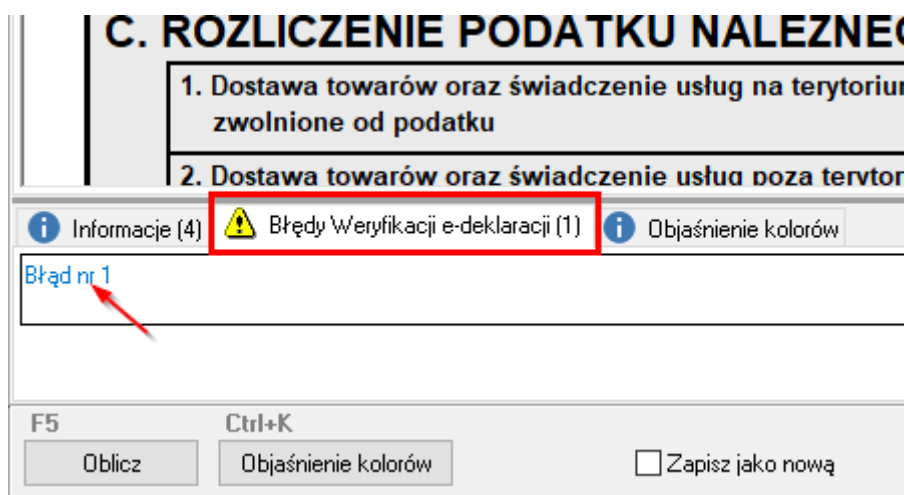 C. ROZLICZENIE PODATKU NALEŻNEG
1. Dostawa towarów oraz świadczenie usług na terytorium
zwolnione od podatku
2. Dostawa towarów oraz świadczenie usług poza terytor
Informacje (4) Błędy Weryfikacji e-deklaracji (1) Objaśnienie kolorów
Błąd nr 1
F5 Ctrl+K
Oblicz Objaśnienie kolorów Zapisz jako nową